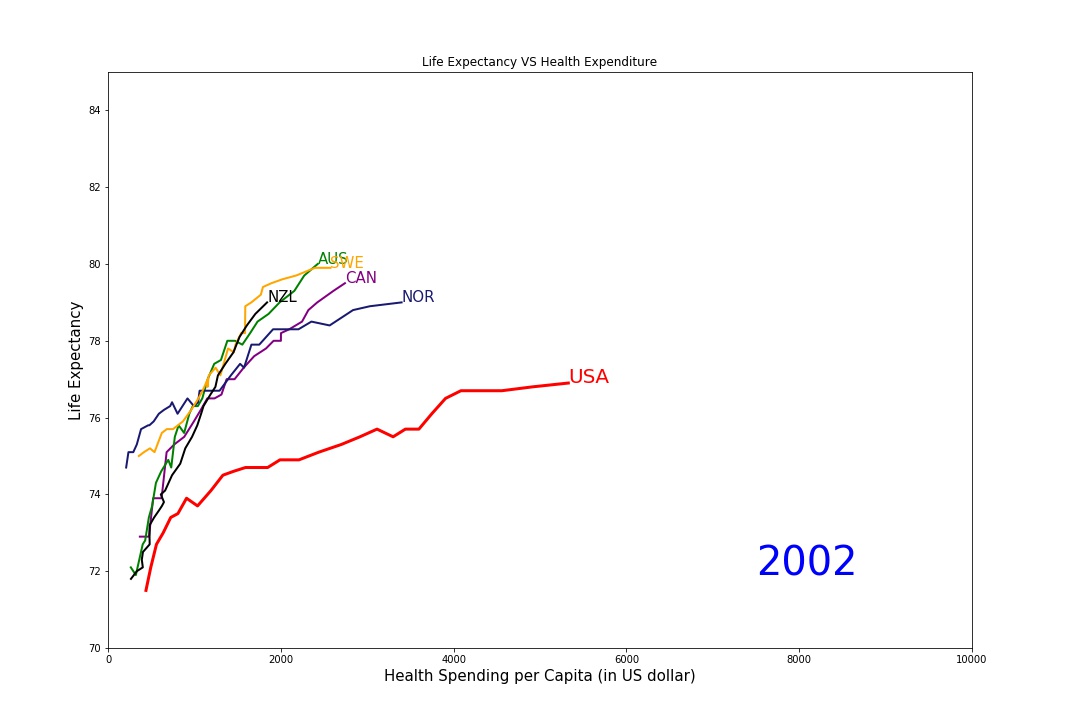 Life Expectancy VS Health Expenditure
84
82
80
78
76
74
72
70
Life Expectancy
AUS
SWE
CAN
NZL
NOR
USA
2002
0 2000 4000 6000 8000 10000
Health Spending per Capita (in US dollar)